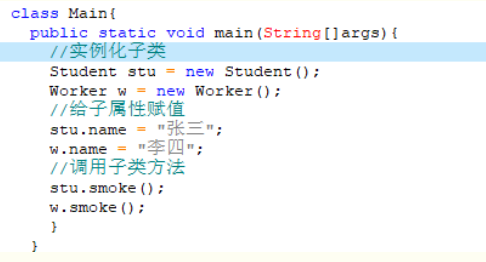 class Main{
  public static void main(String[]args){
    //实例化子类
    Student stu = new Student();
    Worker w = new Worker();
    //给子属性赋值
    stu.name = "张三";
    w.name = "李四";
    //调用子类方法
    stu.smoke();
    w.smoke();
    }
  }